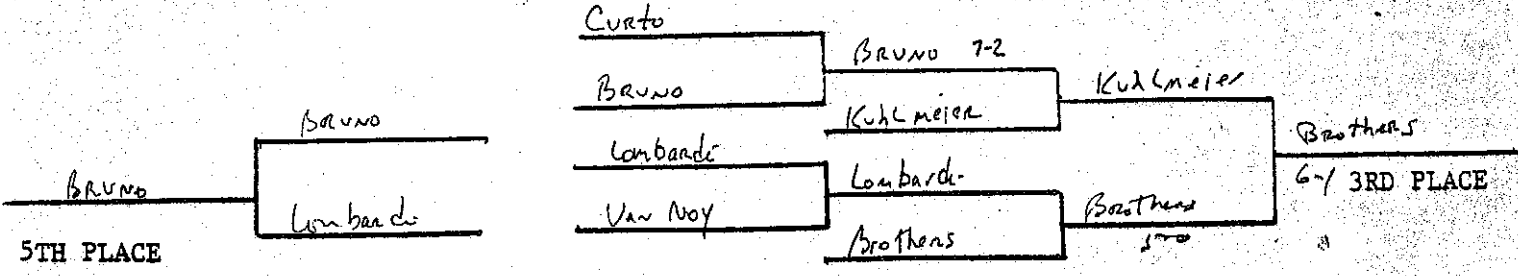 Curto
BRUNO 7-2
BRUNO
Kuhlmeier
Kuhlmeier
BRUNO
Lombardi
Brothers
BRUNO
Lombardi
6-1 3RD PLACE
Lombardi
Van Noy
Brothers
Brothers
5TH PLACE